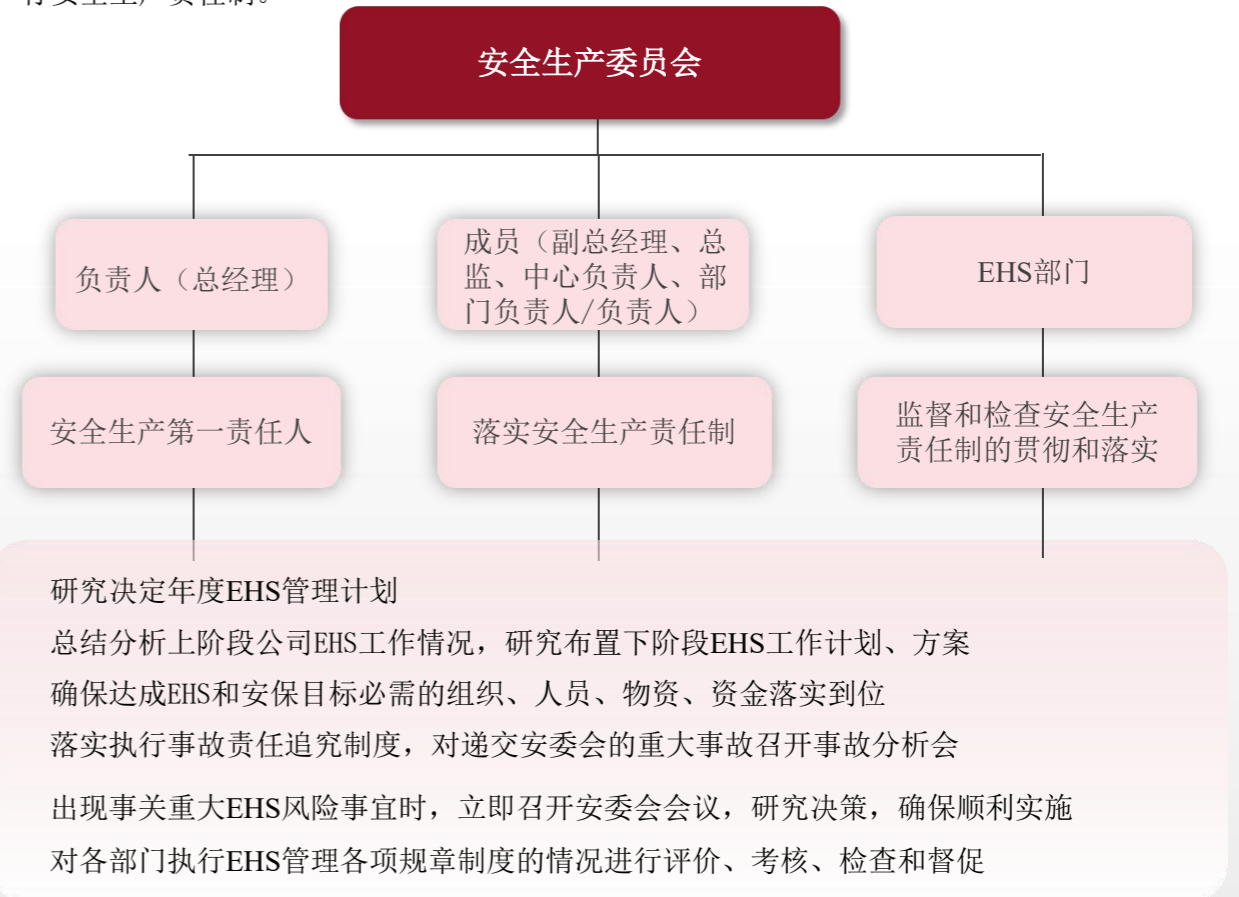 有安全生产责任制。
安全生产委员会
负责人（总经理）
成员（副总经理、总
监、中心负责人、部
门负责人/负责人）
EHS部门
安全生产第一责任人
落实安全生产责任制
监督和检查安全生产
责任制的贯彻和落实
研究决定年度EHS管理计划
总结分析上阶段公司EHS工作情况，研究布置下阶段EHS工作计划、方案
确保达成EHS和安保目标必需的组织、人员、物资、资金落实到位
落实执行事故责任追究制度，对递交安委会的重大事故召开事故分析会
出现事关重大EHS风险事宜时，立即召开安委会会议，研究决策，确保顺利实施
对各部门执行EHS管理各项规章制度的情况进行评价、考核、检查和督促